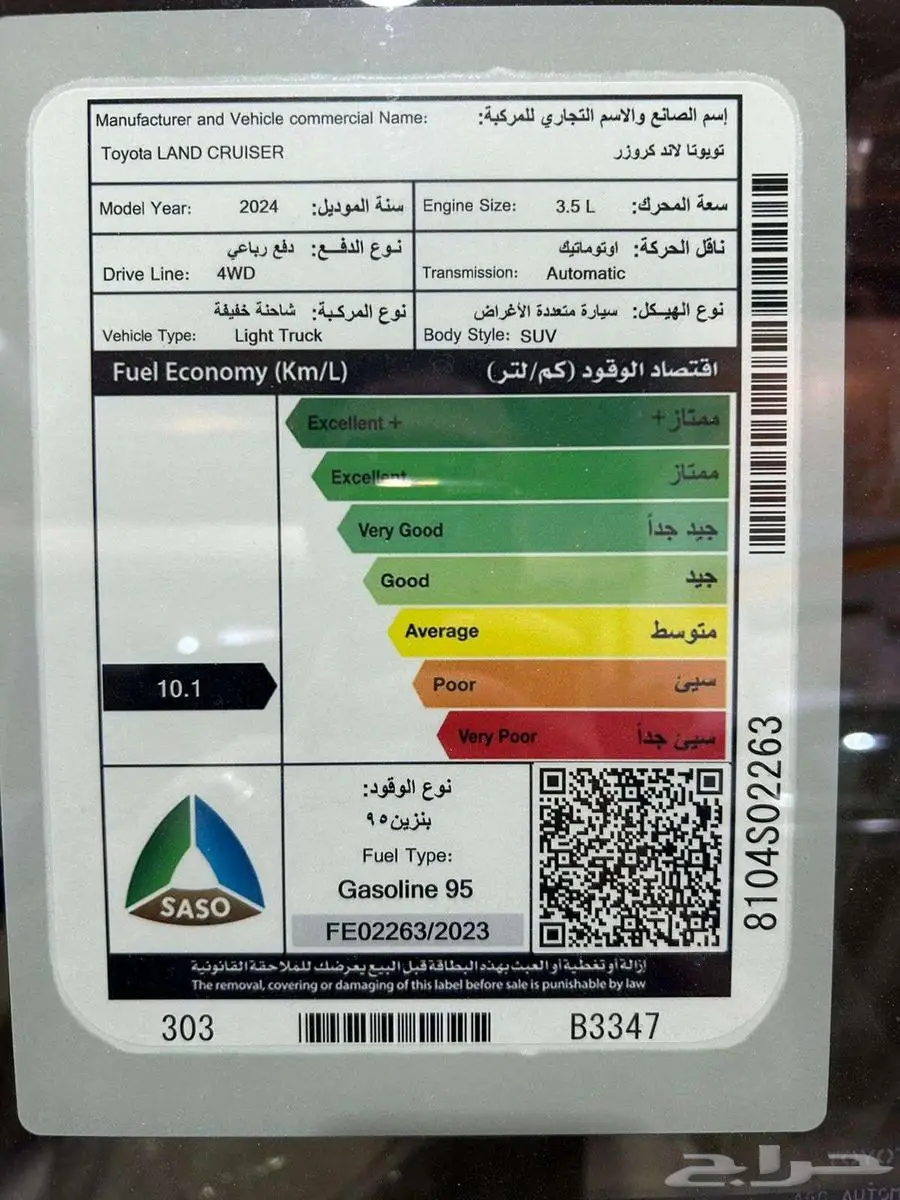 Manufacturer and Vehicle commercial Name: إسم الصانع والاسم التجاري للمركبة:
Toyota LAND CRUISER تويوتا لاند كروزر
Model Year: 2024 سنة الموديل:
Engine Size: 3.5 L سعة المحرك:
نوع الدفع: دفع رباعي
Drive Line: 4WD
ناقل الحركة: اوتوماتيك
Transmission: Automatic
نوع المركبة: شاحنة خفيفة
Vehicle Type: Light Truck
نوع الهيكل: سيارة متعددة الأغراض
Body Style: SUV
Fuel Economy (Km/L) اقتصاد الوقود (كم/لتر)
Excellent + ممتاز+
Excellent ممتاز
Very Good جيد جداً
Good جيد
Average متوسط
10.1
Poor سيئ
Very Poor سيئ جداً
SASO
نوع الوقود:
بنزين ٩٥
Fuel Type:
Gasoline 95
FE02263/2023
8104S02263
إزالة أو تغطية أو العبث بهذه البطاقة قبل البيع يعرضك للملاحقة القانونية
The removal, covering or damaging of this label before sale is punishable by law
303
B3347
حراج